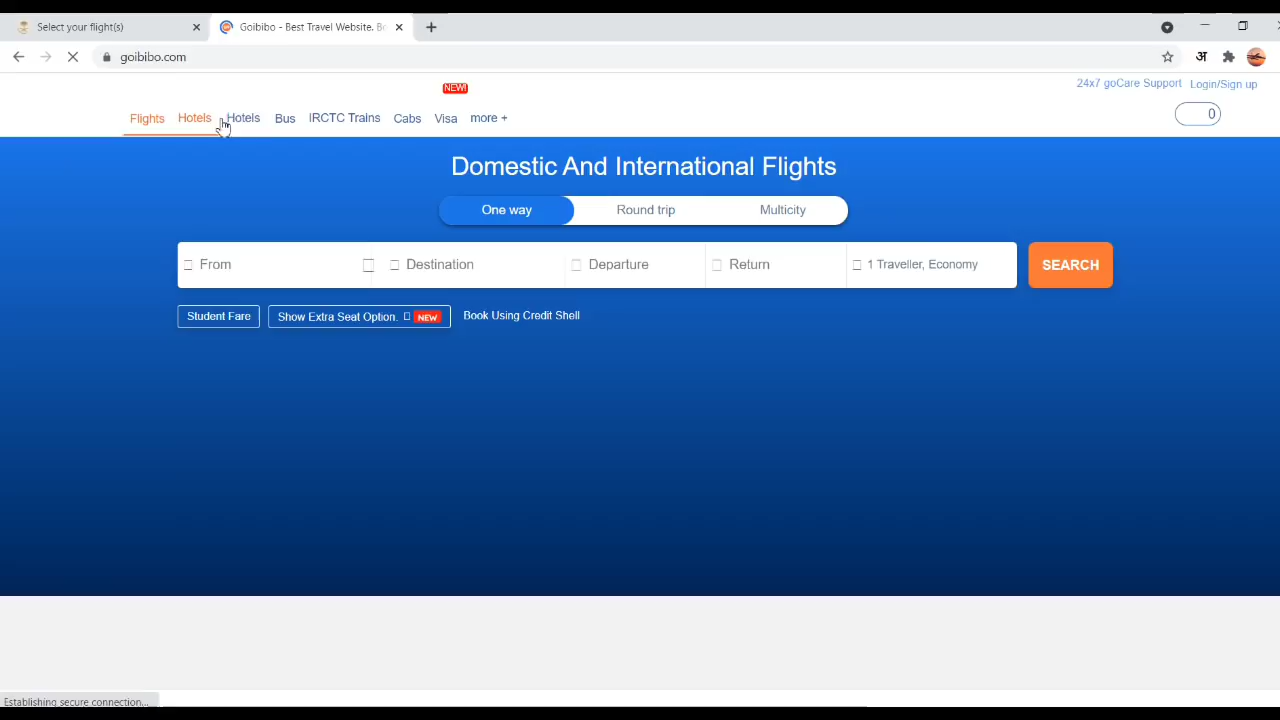 Select your flight(s)
Goibibo - Best Travel Website. Bo
goibibo.com
अ
24x7 goCare Support Login/Sign up
NEW!
Flights Hotels Hotels Bus IRCTC Trains Cabs Visa more +
0
Domestic And International Flights
One way Round trip Multicity
From Destination Departure Return 1 Traveller, Economy SEARCH
Student Fare Show Extra Seat Option. NEW Book Using Credit Shell
Establishing secure connection...